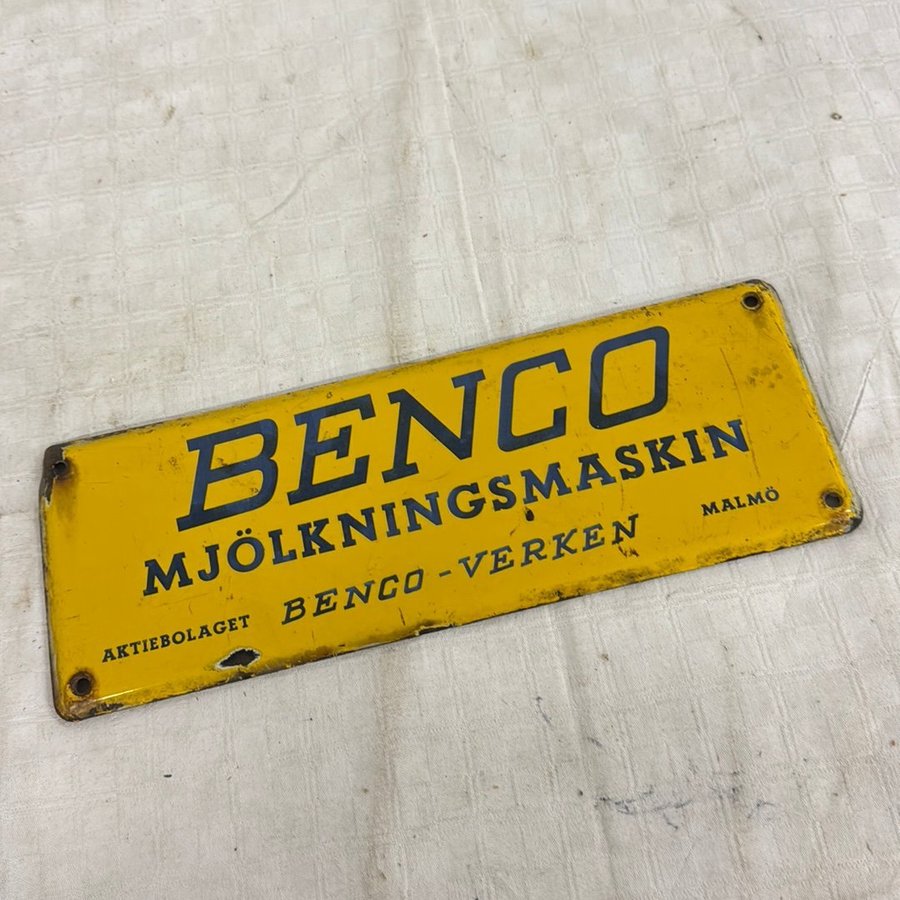 BENCO
MJÖLKNINGSMASKIN
AKTIEBOLAGET BENCO-VERKEN MALMÖ